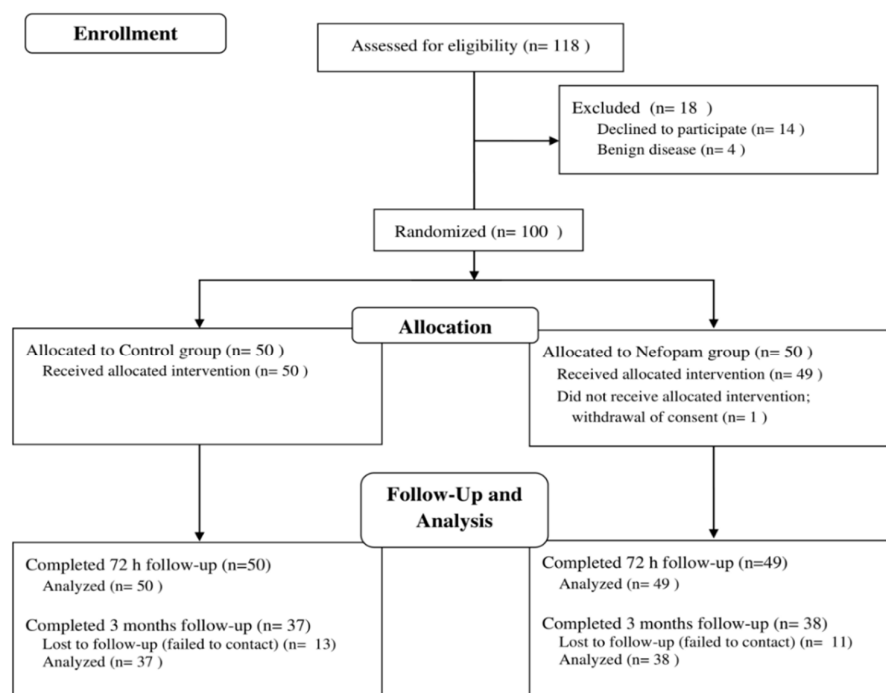 Enrollment
Assessed for eligibility (n= 118 )
Excluded (n= 18 )
Declined to participate (n= 14 )
Benign disease (n= 4 )
Randomized (n= 100 )
Allocation
Allocated to Control group (n= 50 )
Received allocated intervention (n= 50 )
Allocated to Nefopam group (n= 50 )
Received allocated intervention (n= 49 )
Did not receive allocated intervention;
withdrawal of consent (n= 1 )
Follow-Up and
Analysis
Completed 72 h follow-up (n=50)
Analyzed (n= 50 )
Completed 3 months follow-up (n= 37)
Lost to follow-up (failed to contact) (n= 13)
Analyzed (n= 37 )
Completed 72 h follow-up (n=49)
Analyzed (n= 49 )
Completed 3 months follow-up (n= 38)
Lost to follow-up (failed to contact) (n= 11)
Analyzed (n= 38 )